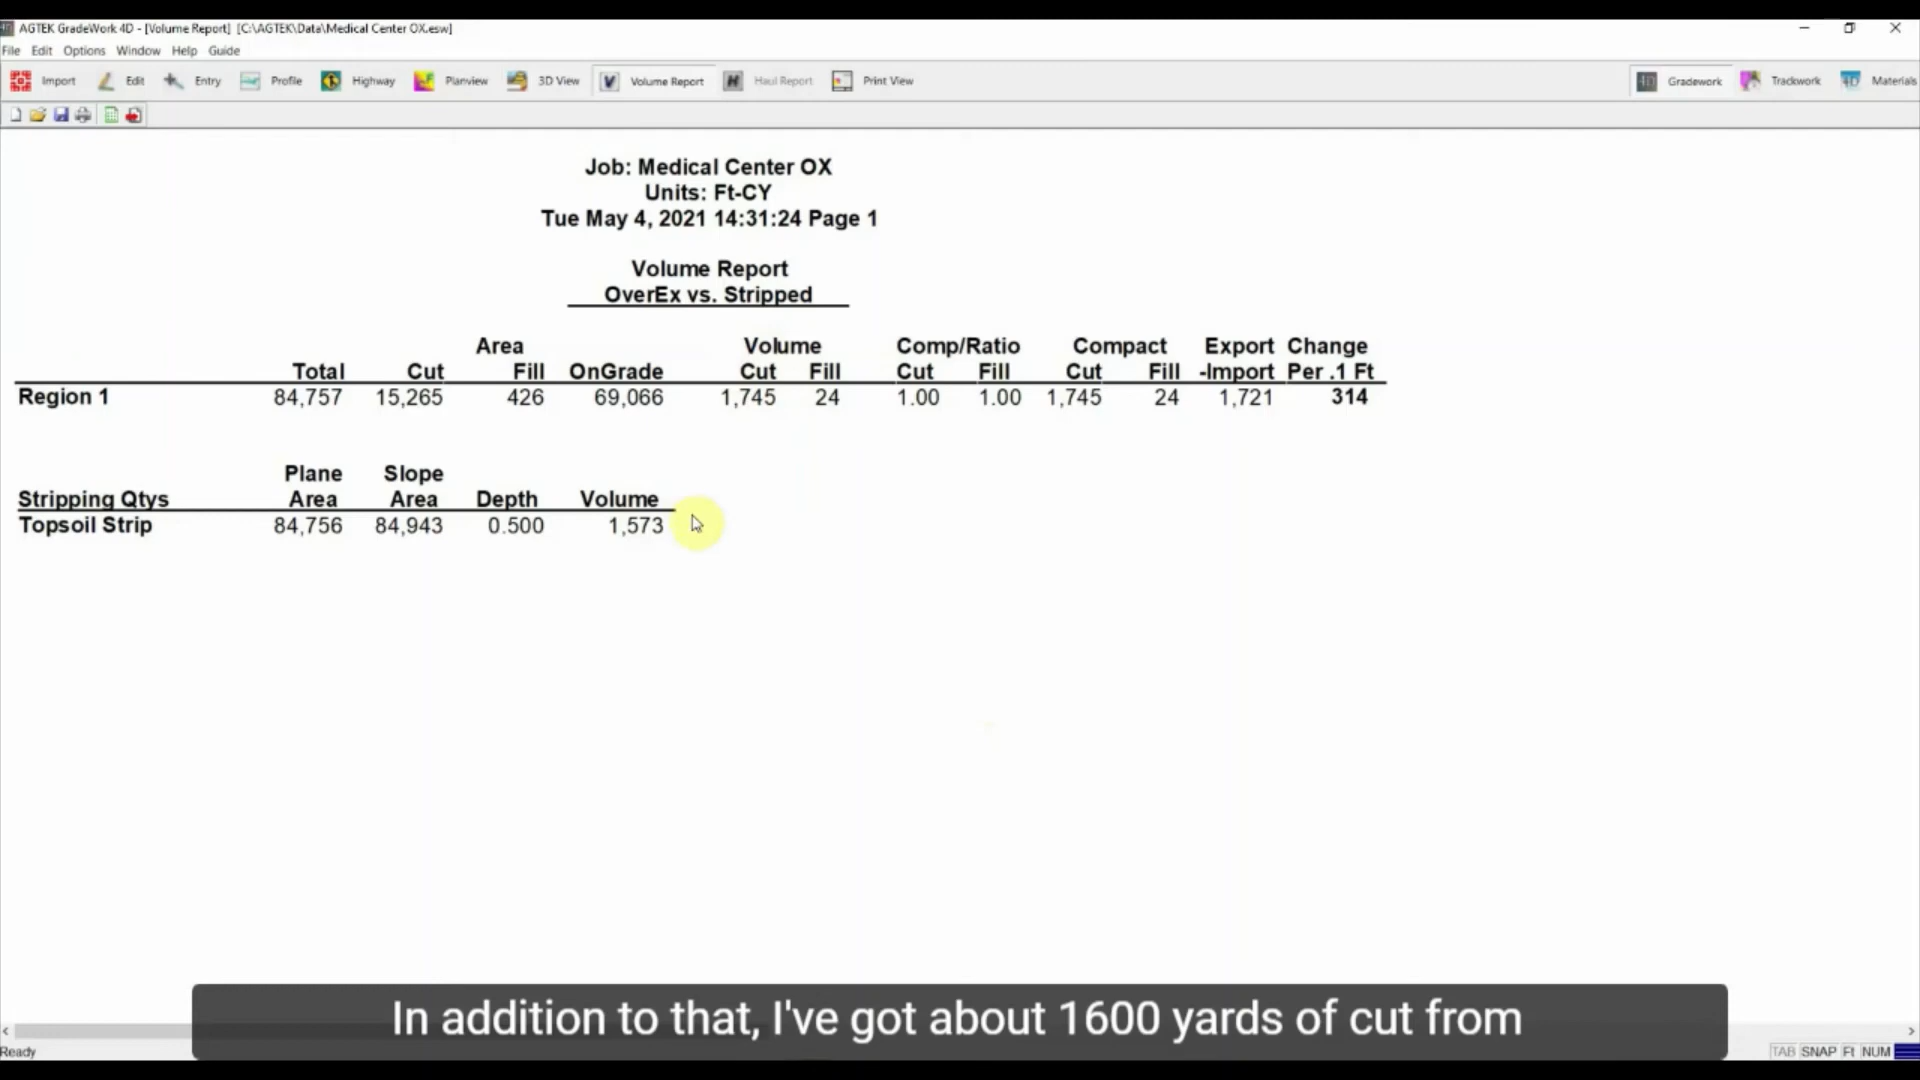 AGTEK GradeWork 4D - [Volume Report] [C:\AGTEK\Data\Medical Center OX.esw]
File Edit Options Window Help Guide
Import Edit Entry Profile Highway Planview 3D View Volume Report Haul Report Print View Gradework Trackwork Materials
Job: Medical Center OX
Units: Ft-CY
Tue May 4, 2021 14:31:24 Page 1
Volume Report
OverEx vs. Stripped
Area Volume Comp/Ratio Compact Export Change
Total Cut Fill OnGrade Cut Fill Cut Fill Cut Fill -Import Per .1 Ft
Region 1 84,757 15,265 426 69,066 1,745 24 1.00 1.00 1,745 24 1,721 314
Plane Slope
Stripping Qtys Area Area Depth Volume
Topsoil Strip 84,756 84,943 0.500 1,573
In addition to that, I've got about 1600 yards of cut from
Ready TAB SNAP Ft NUM